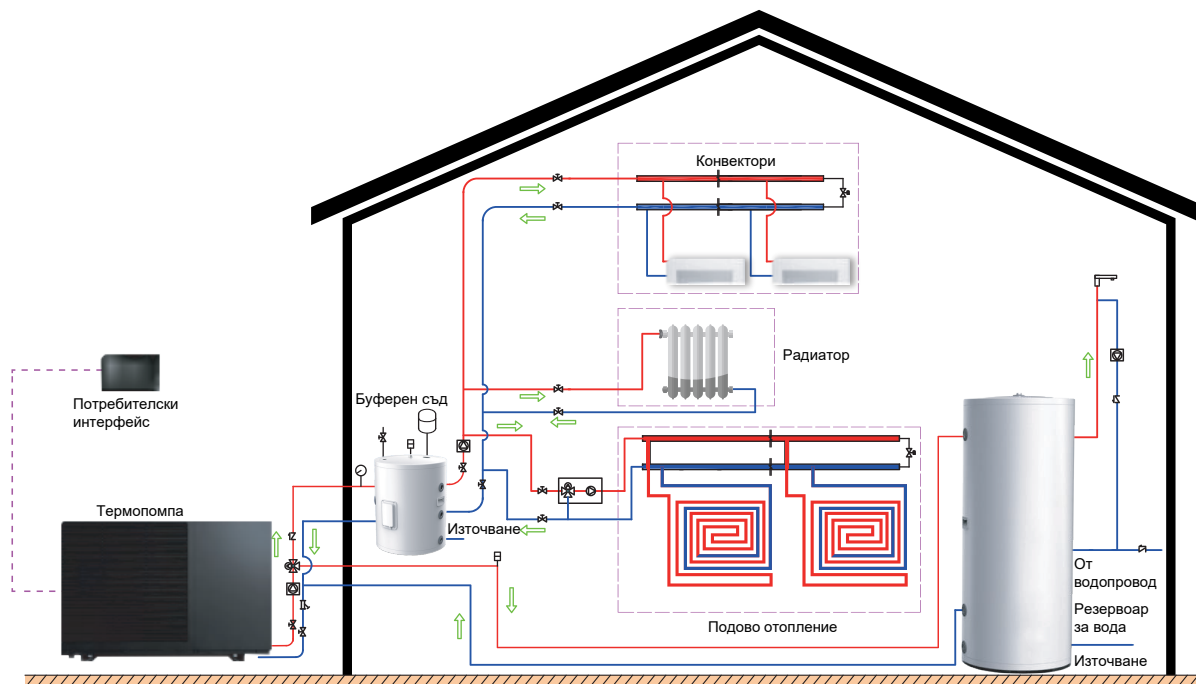 Конвектори
Радиатор
Потребителски
интерфейс
Буферен съд
Термопомпа
Източване
От
водопровод
Резервоар
за вода
Подово отопление
Източване